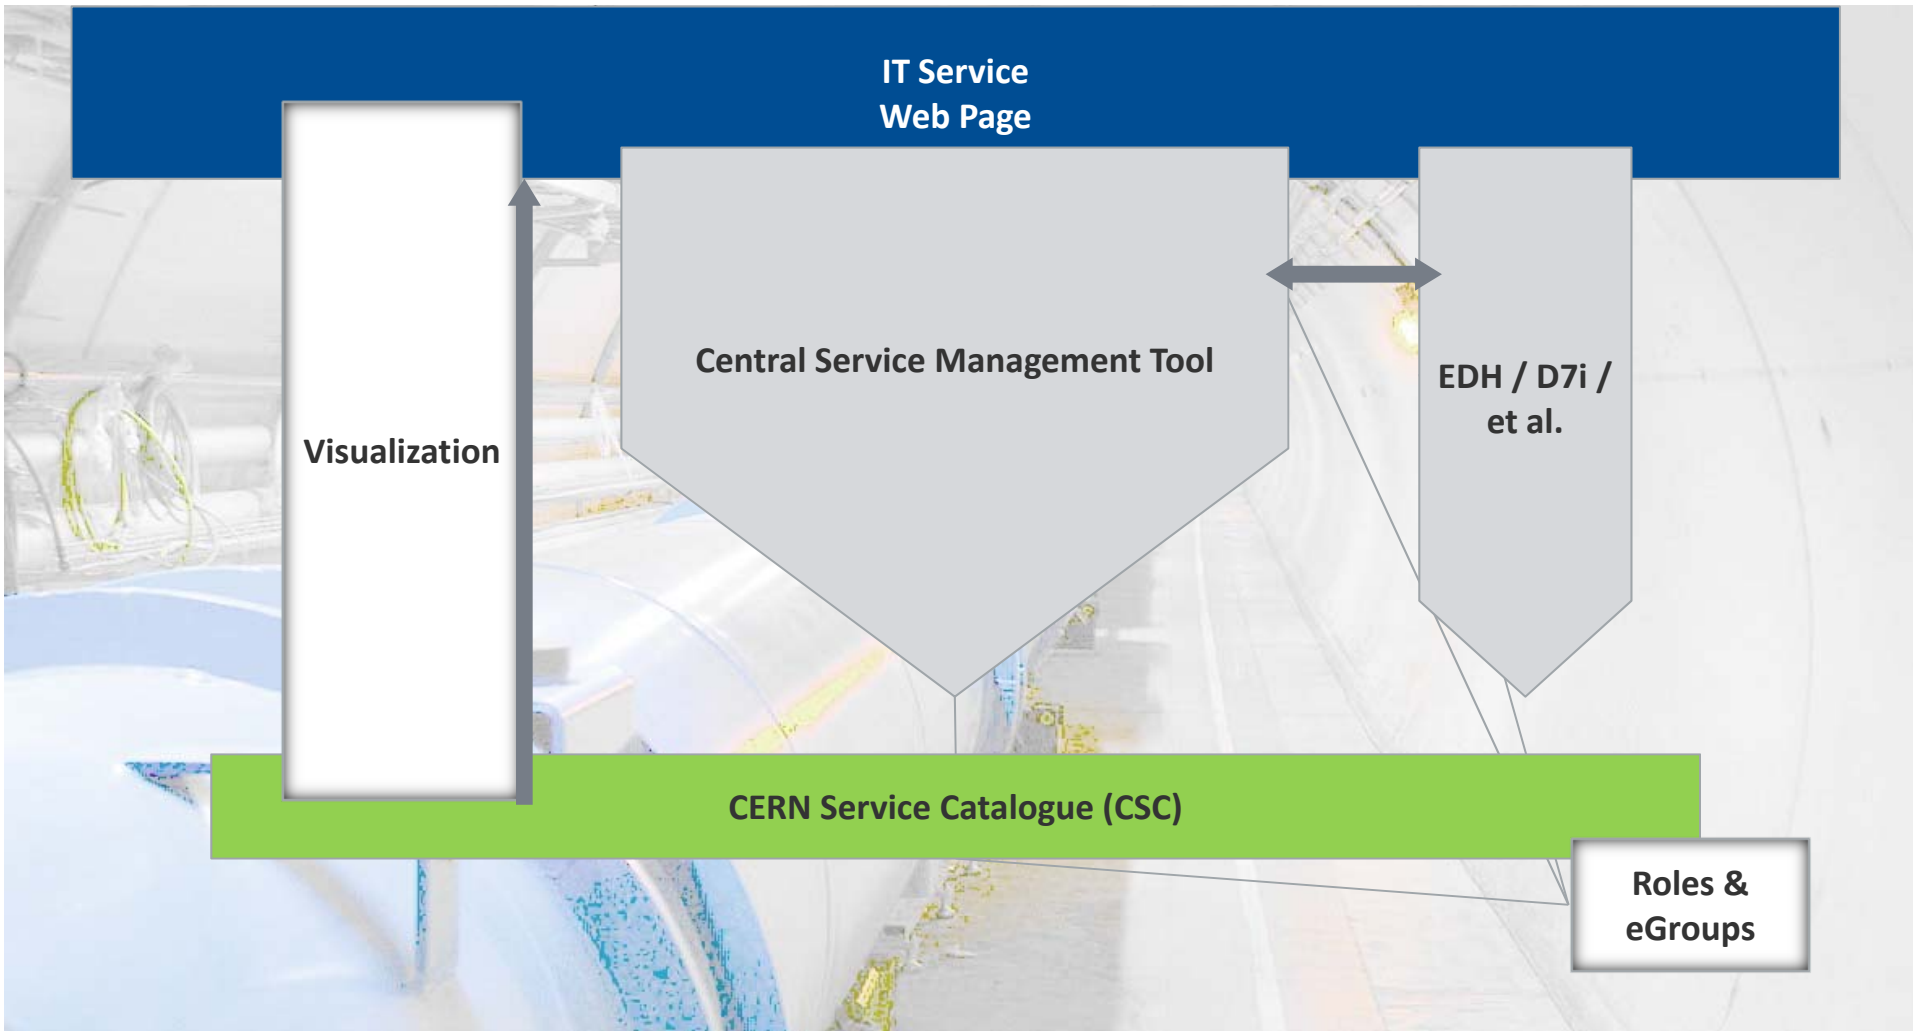 IT Service
Web Page
Central Service Management Tool
EDH / D7i /
et al.
Visualization
CERN Service Catalogue (CSC)
Roles &
eGroups